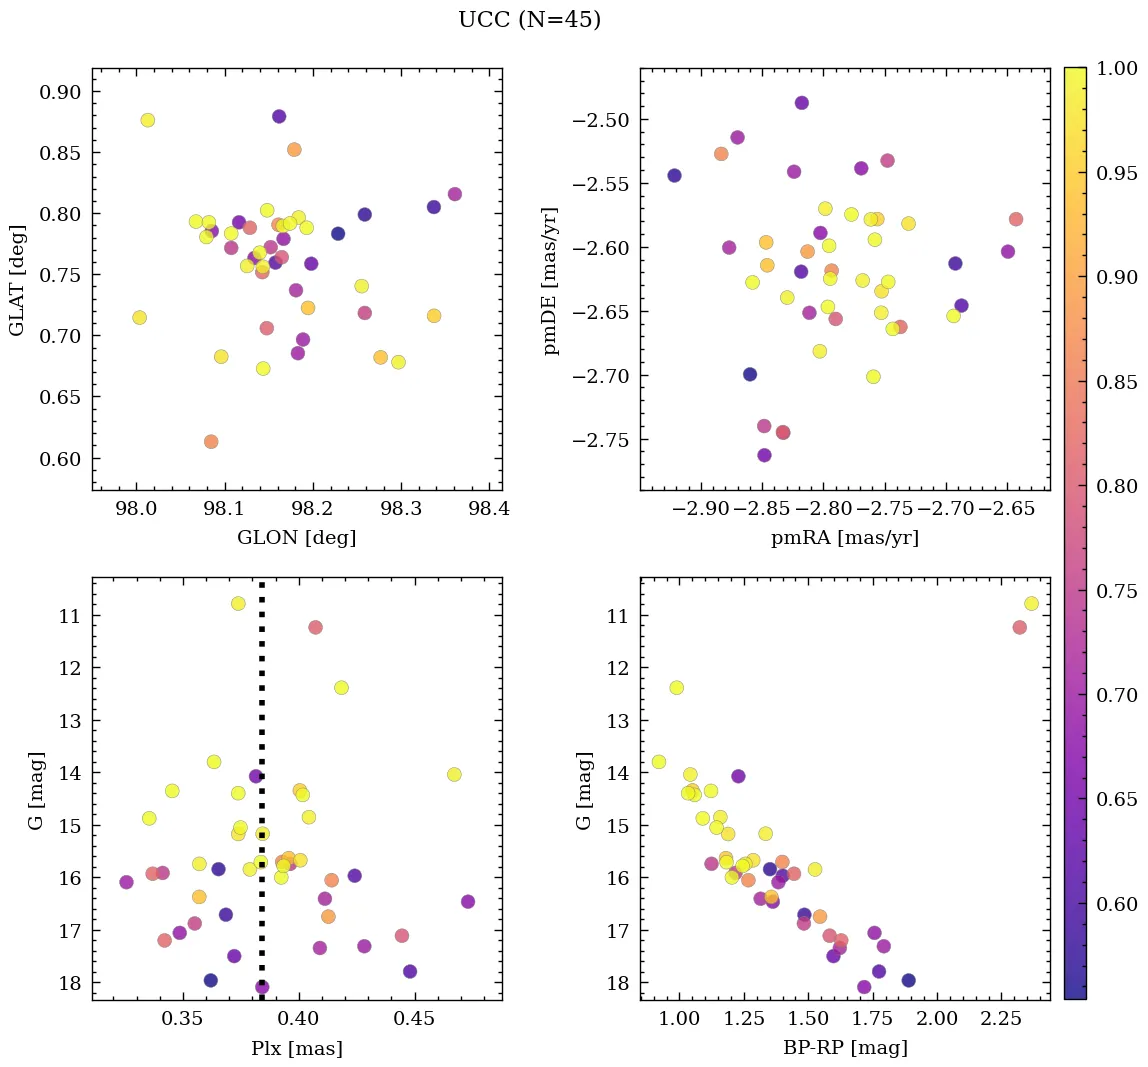 UCC (N=45)
0.90
0.85
0.80
0.75
0.70
0.65
0.60
GLAT [deg]
98.0 98.1 98.2 98.3 98.4
GLON [deg]
−2.50
−2.55
−2.60
−2.65
−2.70
−2.75
pmDE [mas/yr]
−2.90 −2.85 −2.80 −2.75 −2.70 −2.65
pmRA [mas/yr]
11
12
13
14
15
16
17
18
G [mag]
0.35 0.40 0.45
Plx [mas]
11
12
13
14
15
16
17
18
G [mag]
1.00 1.25 1.50 1.75 2.00 2.25
BP-RP [mag]
1.00
0.95
0.90
0.85
0.80
0.75
0.70
0.65
0.60